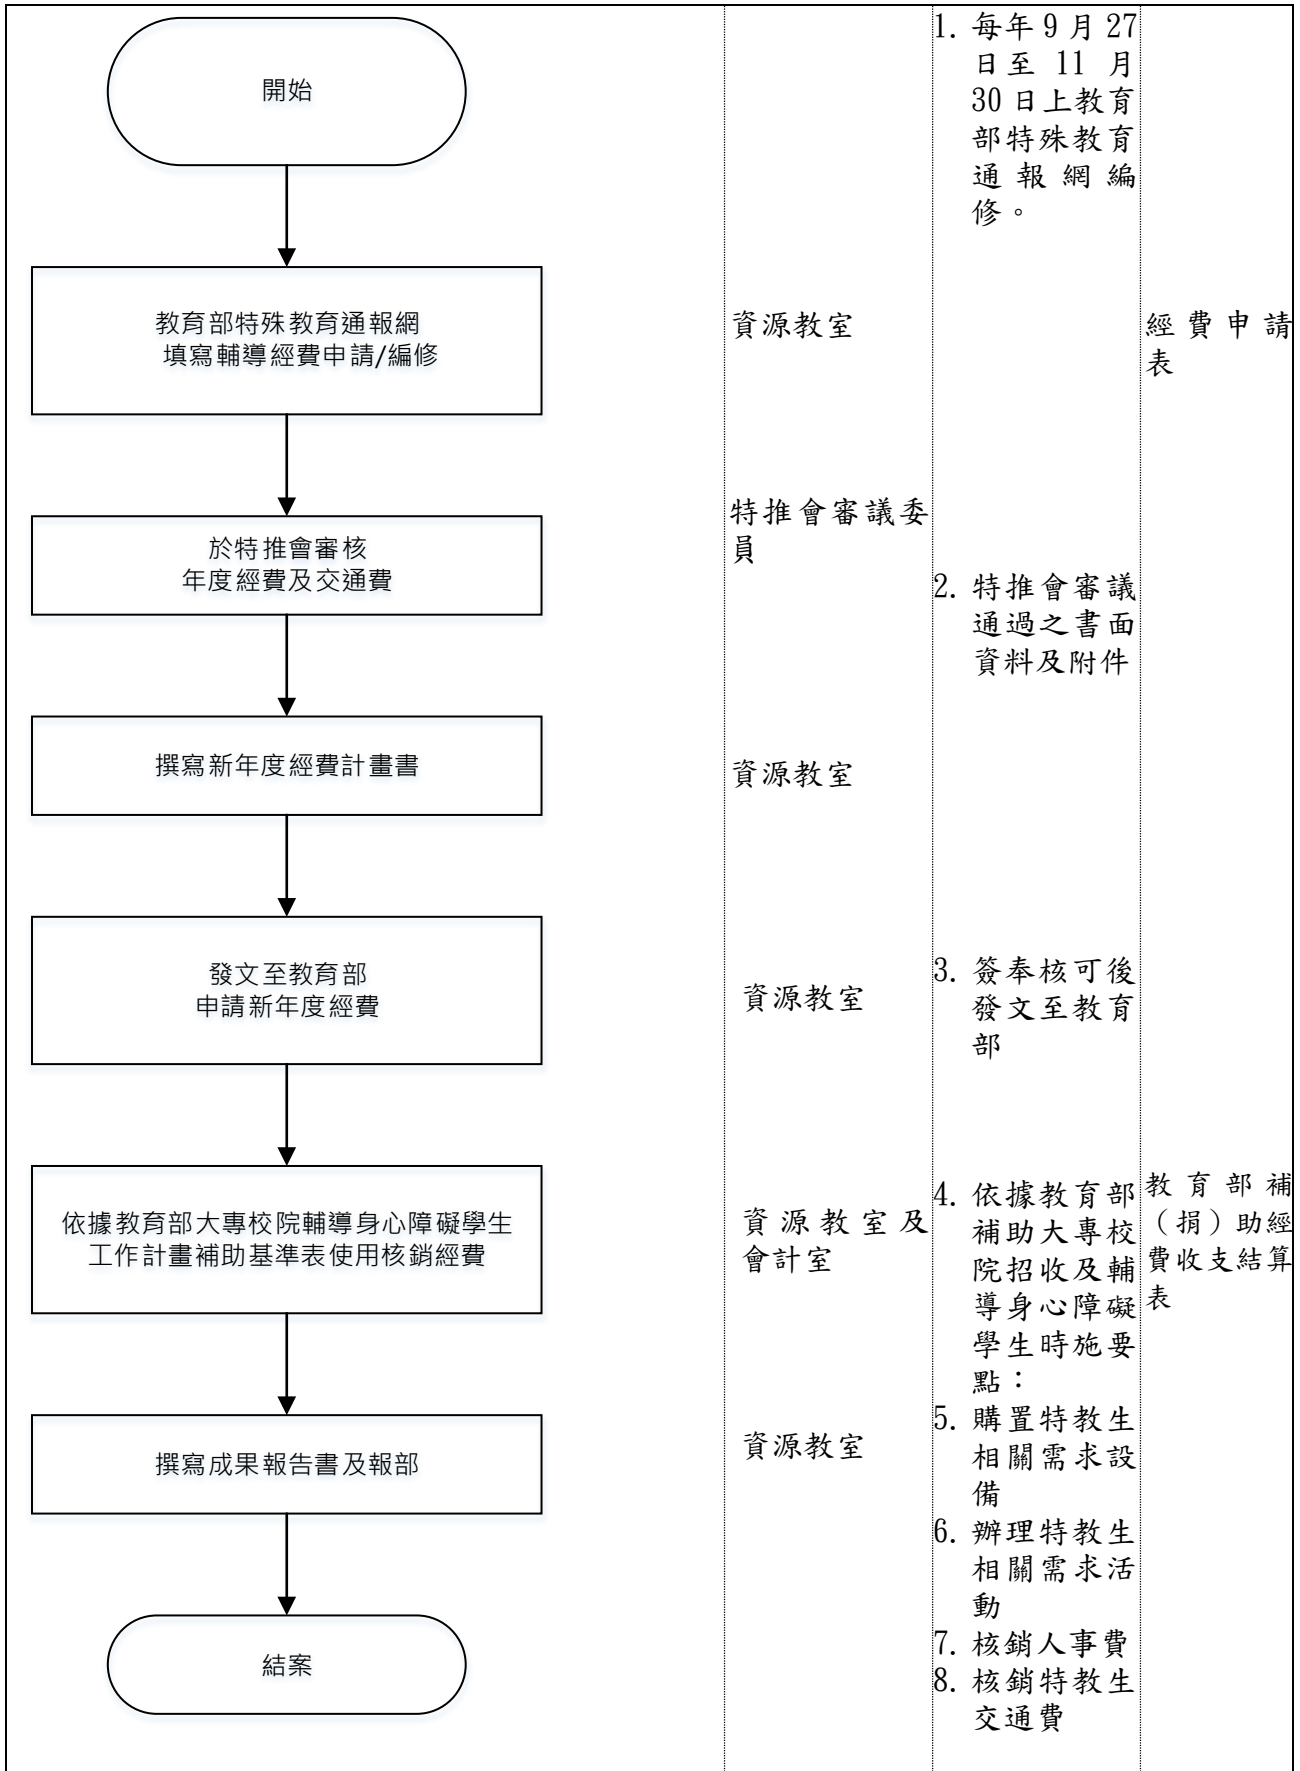 開始
教育部特殊教育通報網
填寫輔導經費申請/編修
於特推會審核
年度經費及交通費
撰寫新年度經費計畫書
發文至教育部
申請新年度經費
依據教育部大專校院輔導身心障礙學生
工作計畫補助基準表使用核銷經費
撰寫成果報告書及報部
結案
資源教室
特推會審議委
員
資源教室
資源教室
資源教室及
會計室
資源教室
1. 每年9月27
日至 11 月
30日上教育
部特殊教育
通報網編
修。
2. 特推會審議
通過之書面
資料及附件
3. 簽奉核可後
發文至教育
部
4. 依據教育部
補助大專校
院招收及輔
導身心障礙
學生時施要
點：
5. 購置特教生
相關需求設
備
6. 辦理特教生
相關需求活
動
7. 核銷人事費
8. 核銷特教生
交通費
經費申請
表
教育部補
（捐）助經
費收支結算
表